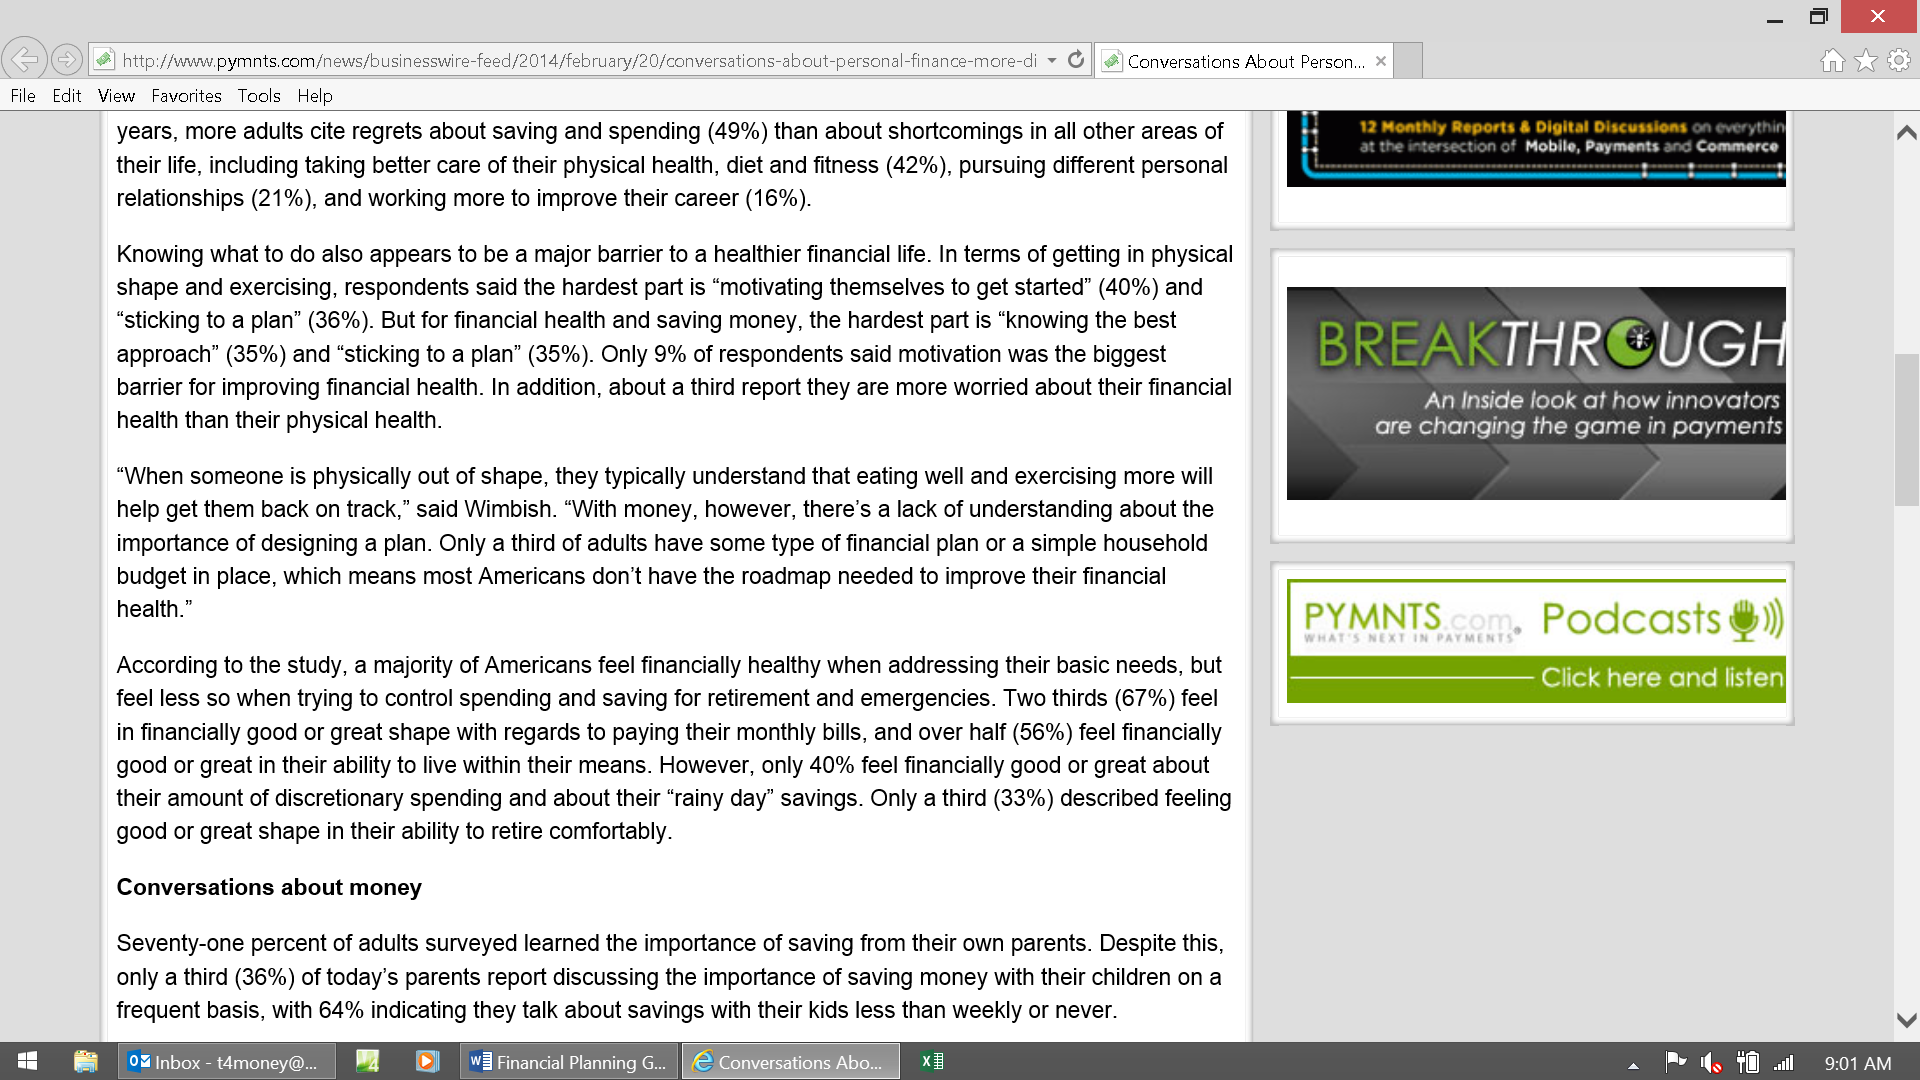 http://www.pymnts.com/news/businesswire-feed/2014/february/20/conversations-about-personal-finance-more-di
Conversations About Person...
File Edit View Favorites Tools Help
years, more adults cite regrets about saving and spending (49%) than about shortcomings in all other areas of
their life, including taking better care of their physical health, diet and fitness (42%), pursuing different personal
relationships (21%), and working more to improve their career (16%).
Knowing what to do also appears to be a major barrier to a healthier financial life. In terms of getting in physical
shape and exercising, respondents said the hardest part is “motivating themselves to get started” (40%) and
“sticking to a plan” (36%). But for financial health and saving money, the hardest part is “knowing the best
approach” (35%) and “sticking to a plan” (35%). Only 9% of respondents said motivation was the biggest
barrier for improving financial health. In addition, about a third report they are more worried about their financial
health than their physical health.
“When someone is physically out of shape, they typically understand that eating well and exercising more will
help get them back on track,” said Wimbish. “With money, however, there’s a lack of understanding about the
importance of designing a plan. Only a third of adults have some type of financial plan or a simple household
budget in place, which means most Americans don’t have the roadmap needed to improve their financial
health.”
According to the study, a majority of Americans feel financially healthy when addressing their basic needs, but
feel less so when trying to control spending and saving for retirement and emergencies. Two thirds (67%) feel
in financially good or great shape with regards to paying their monthly bills, and over half (56%) feel financially
good or great in their ability to live within their means. However, only 40% feel financially good or great about
their amount of discretionary spending and about their “rainy day” savings. Only a third (33%) described feeling
good or great shape in their ability to retire comfortably.
Conversations about money
Seventy-one percent of adults surveyed learned the importance of saving from their own parents. Despite this,
only a third (36%) of today’s parents report discussing the importance of saving money with their children on a
frequent basis, with 64% indicating they talk about savings with their kids less than weekly or never.
12 Monthly Reports & Digital Discussions on everythin
at the intersection of Mobile, Payments and Commerce
BREAKTHROUGH
An Inside look at how innovators
are changing the game in payments
PYMNTS.com® Podcasts
WHAT'S NEXT IN PAYMENTS
Click here and listen
Inbox - t4money@...
Financial Planning G...
Conversations Abo...
9:01 AM